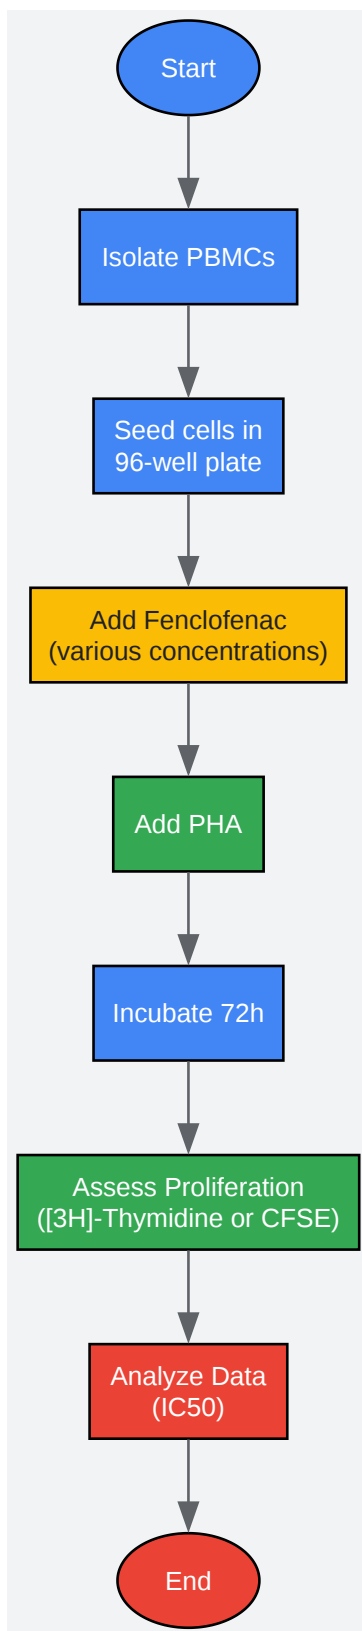 Start
Isolate PBMCs
Seed cells in
96-well plate
Add Fenclofenac
(various concentrations)
Add PHA
Incubate 72h
Assess Proliferation
([3H]-Thymidine or CFSE)
Analyze Data
(IC50)
End